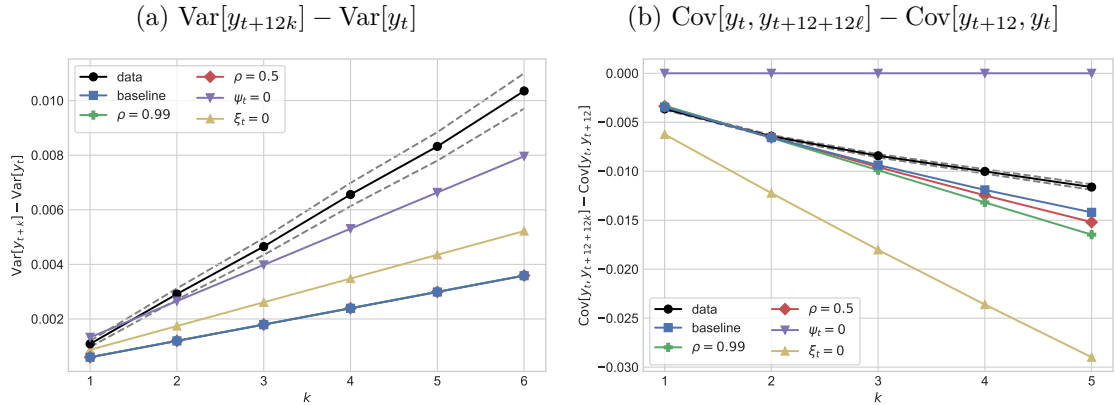 (a) Var[y_{t+12k}] − Var[y_t]
Var[y_{t+k}] − Var[y_t]
0.010
0.008
0.006
0.004
0.002
data
baseline
ρ = 0.99
ρ = 0.5
ψ_t = 0
ξ_t = 0
1 2 3 4 5 6
k
(b) Cov[y_t, y_{t+12+12ℓ}] − Cov[y_{t+12}, y_t]
Cov[y_t, y_{t+12+12k}] − Cov[y_t, y_{t+12}]
0.000
−0.005
−0.010
−0.015
−0.020
−0.025
−0.030
data
baseline
ρ = 0.99
ρ = 0.5
ψ_t = 0
ξ_t = 0
1 2 3 4 5
k